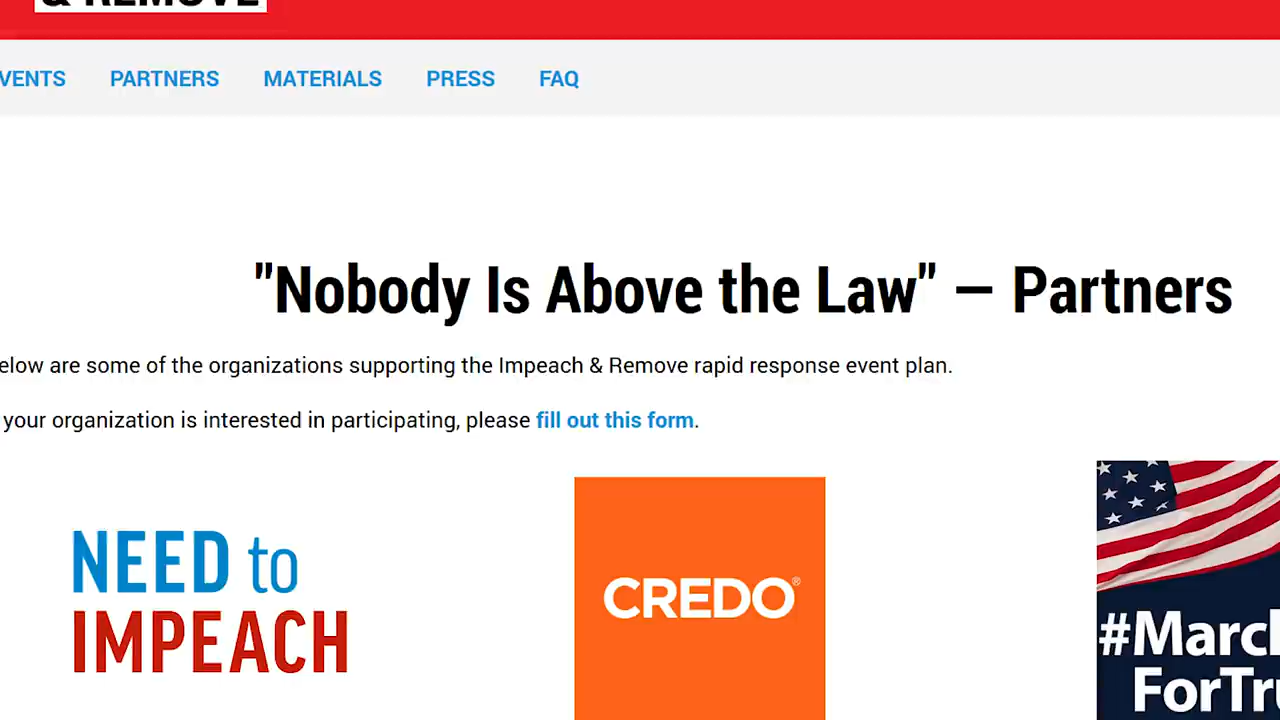 & REMOVE
VENTS PARTNERS MATERIALS PRESS FAQ
"Nobody Is Above the Law" — Partners
elow are some of the organizations supporting the Impeach & Remove rapid response event plan.
your organization is interested in participating, please fill out this form.
NEED to
IMPEACH
CREDO®
#Marc
ForTru